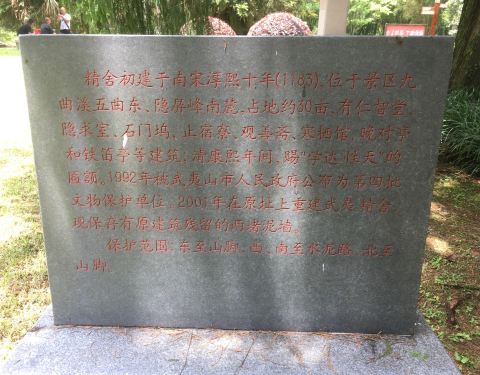 精舍初建于南宋淳熙十年(1183)、位于景区九
曲溪五曲东、隐屏峰南麓、占地约30亩、有仁智堂、
隐求室、石门坞、止宿寮、观善斋、寒栖馆、晚对亭
和铁笛亭等建筑；清康熙年间、赐“学达性天”的
匾额。1992年被武夷山市人民政府公布为第四批
文物保护单位。2001年在原址上重建武夷精舍、
现保存有原建筑残留的两堵泥墙。
保护范围：东至山脚、西、南至水泥路、北至
山脚。